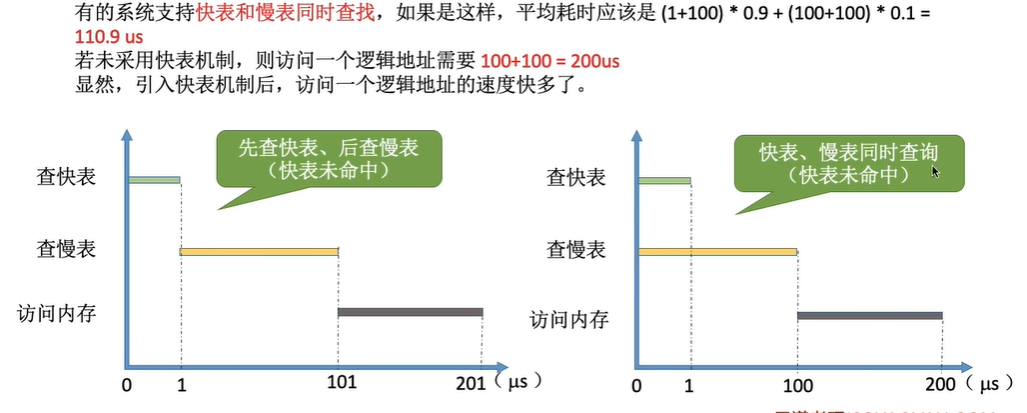 有的系统支持快表和慢表同时查找，如果是这样，平均耗时应该是 (1+100) * 0.9 + (100+100) * 0.1 =
110.9 us
若未采用快表机制，则访问一个逻辑地址需要 100+100 = 200us
显然，引入快表机制后，访问一个逻辑地址的速度快多了。
先查快表、后查慢表
（快表未命中）
查快表
查慢表
访问内存
0 1 101 201（μs）
快表、慢表同时查询
（快表未命中）
查快表
查慢表
访问内存
0 1 100 200（μs）